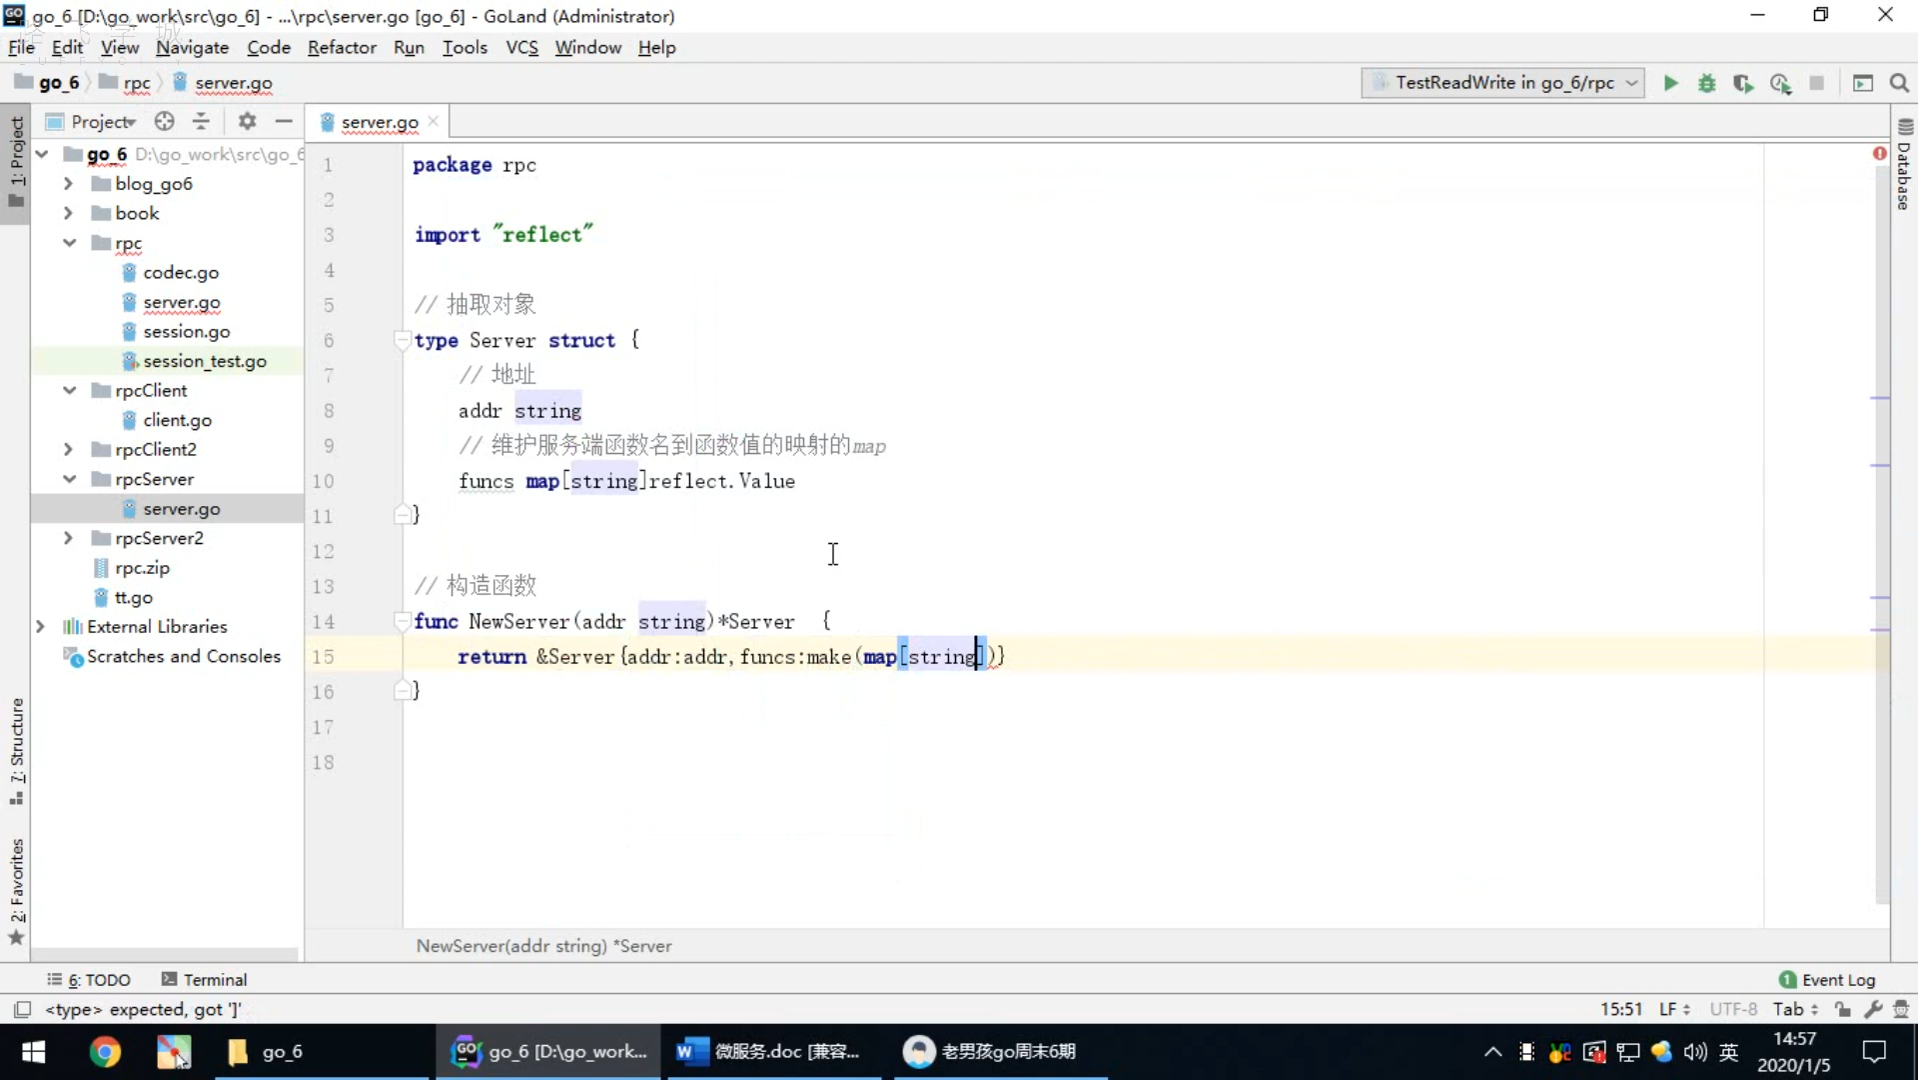 go_6 [D:\go_work\src\go_6] - ...\rpc\server.go [go_6] - GoLand (Administrator)
File Edit View Navigate Code Refactor Run Tools VCS Window Help
go_6 rpc server.go TestReadWrite in go_6/rpc
Project server.go
1: Project
go_6 D:\go_work\src\go_6
blog_go6
book
rpc
codec.go
server.go
session.go
session_test.go
rpcClient
client.go
rpcClient2
rpcServer
server.go
rpcServer2
rpc.zip
tt.go
External Libraries
Scratches and Consoles
7: Structure
2: Favorites
Database
1 package rpc
2
3 import "reflect"
4
5 // 抽取对象
6 type Server struct {
7 // 地址
8 addr string
9 // 维护服务端函数名到函数值的映射的map
10 funcs map[string]reflect.Value
11 }
12
13 // 构造函数
14 func NewServer(addr string)*Server {
15 return &Server{addr:addr,funcs:make(map[string])}
16 }
17
18
NewServer(addr string) *Server
6: TODO Terminal 1 Event Log
<type> expected, got ']' 15:51 LF UTF-8 Tab
go_6 go_6 [D:\go_work... 微服务.doc [兼容... 老男孩go周末6期 英 14:57
2020/1/5